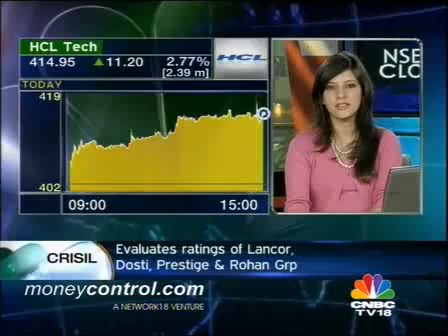 HCL Tech
414.95 ▲ 11.20 2.77%
[2.39 m]
HCL
TODAY
419
402
09:00 15:00
NSE
CLO
CRISIL
Evaluates ratings of Lancor,
Dosti, Prestige & Rohan Grp
moneycontrol.com
A NETWORK18 VENTURE
CNBC
TV18